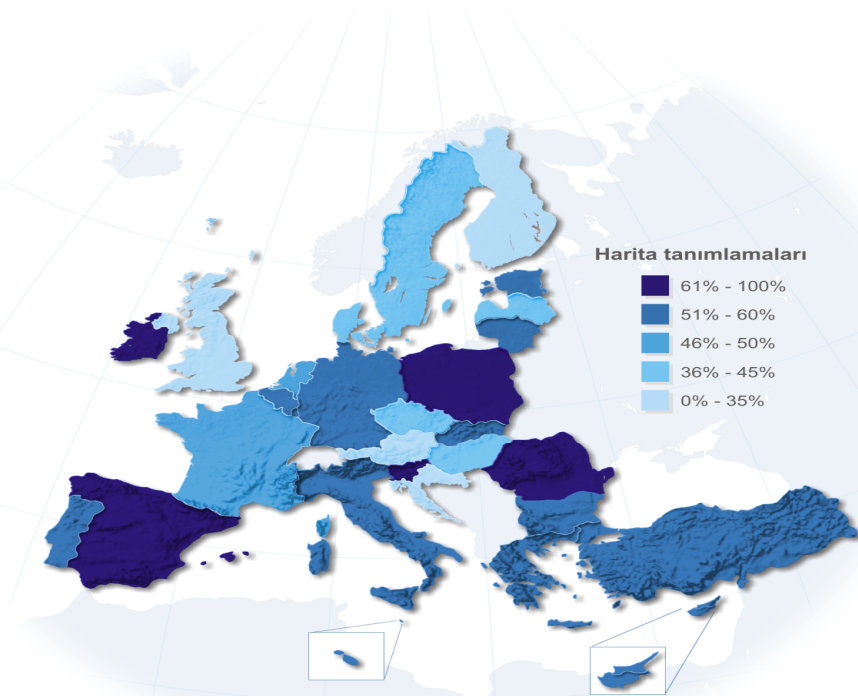 Harita tanımlamaları
61% - 100%
51% - 60%
46% - 50%
36% - 45%
0% - 35%